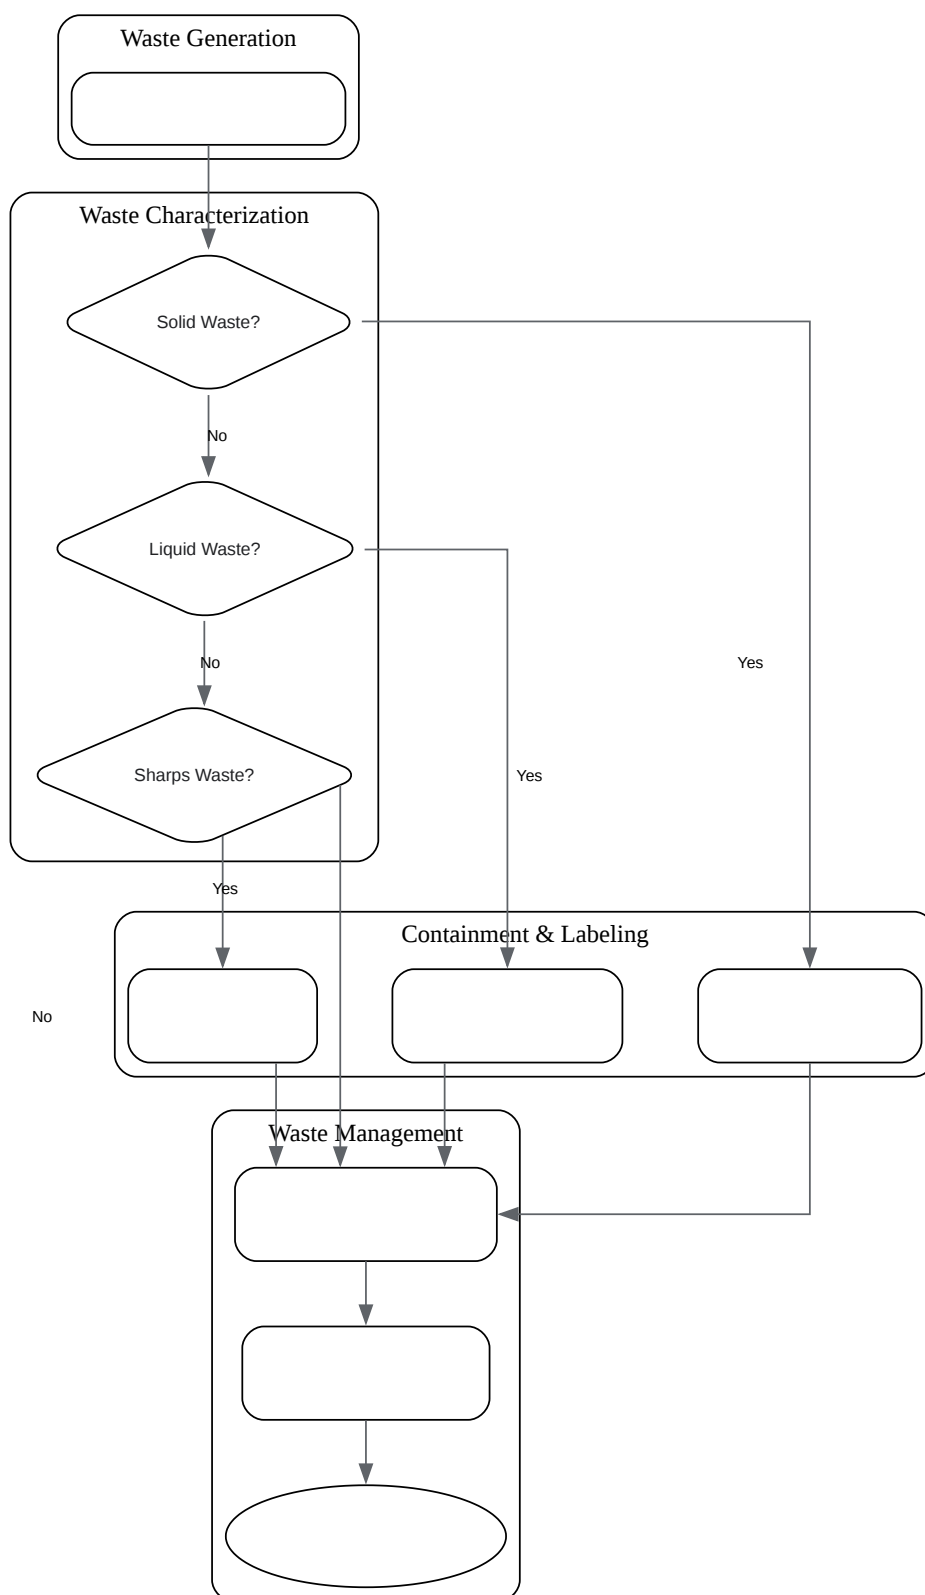 Waste Generation
Waste Characterization
Solid Waste?
No
Liquid Waste?
No
Yes
Sharps Waste?
Yes
Yes
Containment & Labeling
No
Waste Management